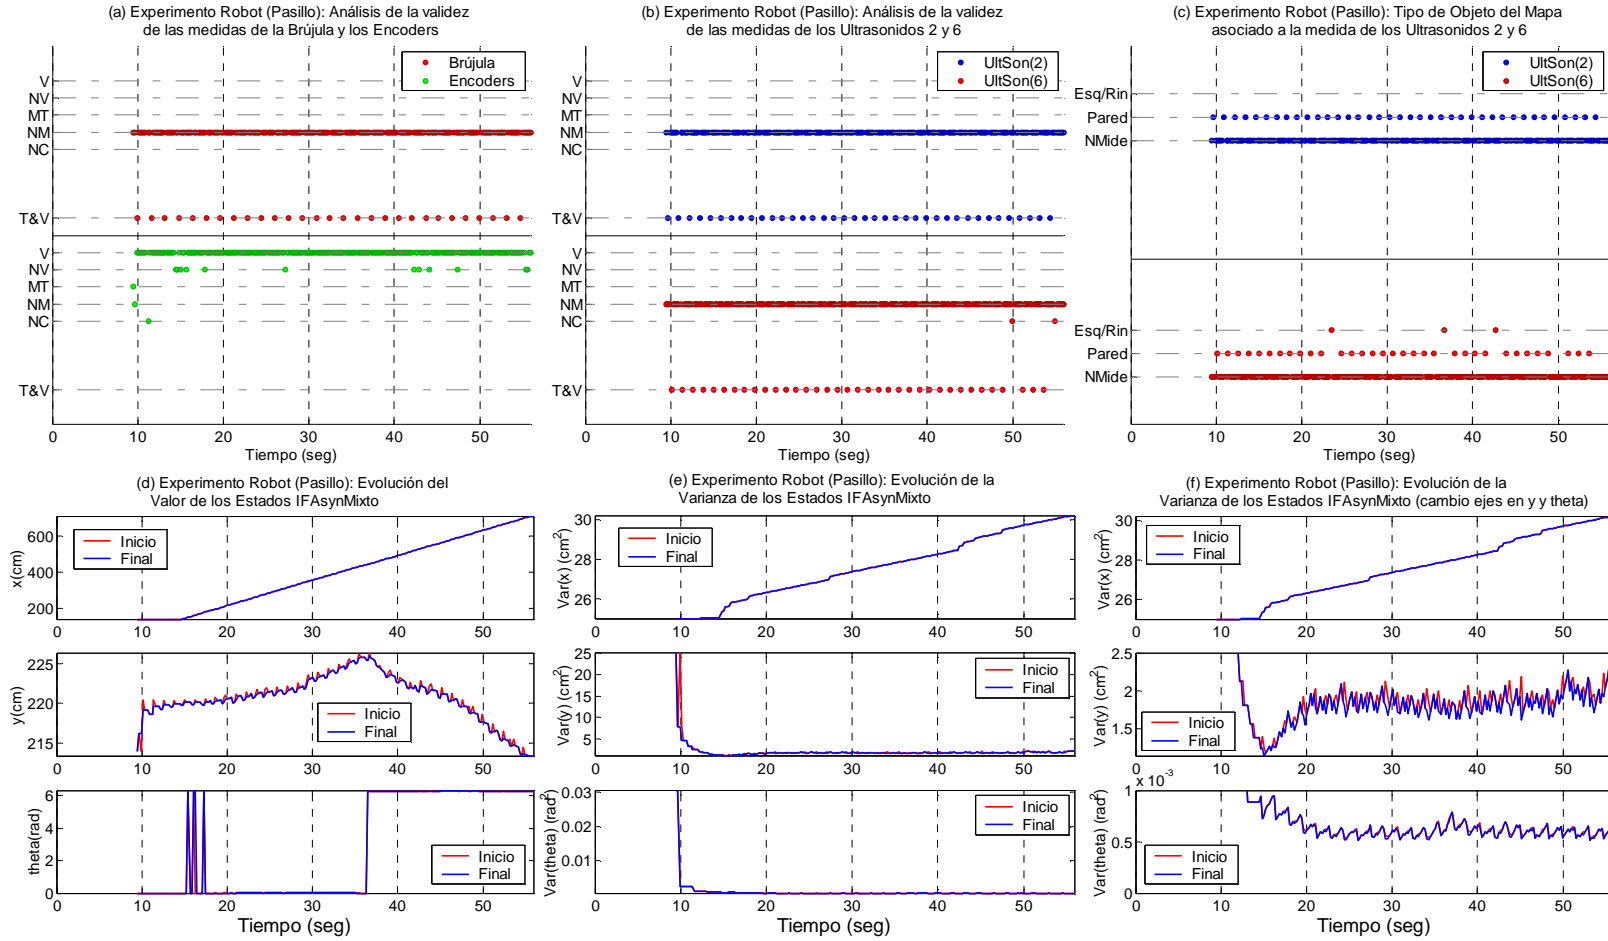 (a) Experimento Robot (Pasillo): Análisis de la validez
de las medidas de la Brújula y los Encoders
Brújula
Encoders
V
NV
MT
NM
NC
T&V
V
NV
MT
NM
NC
T&V
0 10 20 30 40 50
Tiempo (seg)
(b) Experimento Robot (Pasillo): Análisis de la validez
de las medidas de los Ultrasonidos 2 y 6
UltSon(2)
UltSon(6)
V
NV
MT
NM
NC
T&V
V
NV
MT
NM
NC
T&V
0 10 20 30 40 50
Tiempo (seg)
(c) Experimento Robot (Pasillo): Tipo de Objeto del Mapa
asociado a la medida de los Ultrasonidos 2 y 6
UltSon(2)
UltSon(6)
Esq/Rin
Pared
NMide
Esq/Rin
Pared
NMide
0 10 20 30 40 50
Tiempo (seg)
(d) Experimento Robot (Pasillo): Evolución del
Valor de los Estados IFAsynMixto
x(cm)
600
400
200
Inicio
Final
0 10 20 30 40 50
y(cm)
225
220
215
Inicio
Final
0 10 20 30 40 50
theta(rad)
6
4
2
0
Inicio
Final
0 10 20 30 40 50
Tiempo (seg)
(e) Experimento Robot (Pasillo): Evolución de la
Varianza de los Estados IFAsynMixto
Var(x) (cm²)
30
28
26
Inicio
Final
0 10 20 30 40 50
Var(y) (cm²)
25
20
15
10
5
Inicio
Final
0 10 20 30 40 50
Var(theta) (rad²)
0.03
0.02
0.01
Inicio
Final
0 10 20 30 40 50
Tiempo (seg)
(f) Experimento Robot (Pasillo): Evolución de la
Varianza de los Estados IFAsynMixto (cambio ejes en y y theta)
Var(x) (cm²)
30
28
26
Inicio
Final
0 10 20 30 40 50
Var(y) (cm²)
2.5
2
1.5
Inicio
Final
0 10 20 30 40 50
x 10⁻³
Var(theta) (rad²)
1
0.5
0
Inicio
Final
0 10 20 30 40 50
Tiempo (seg)